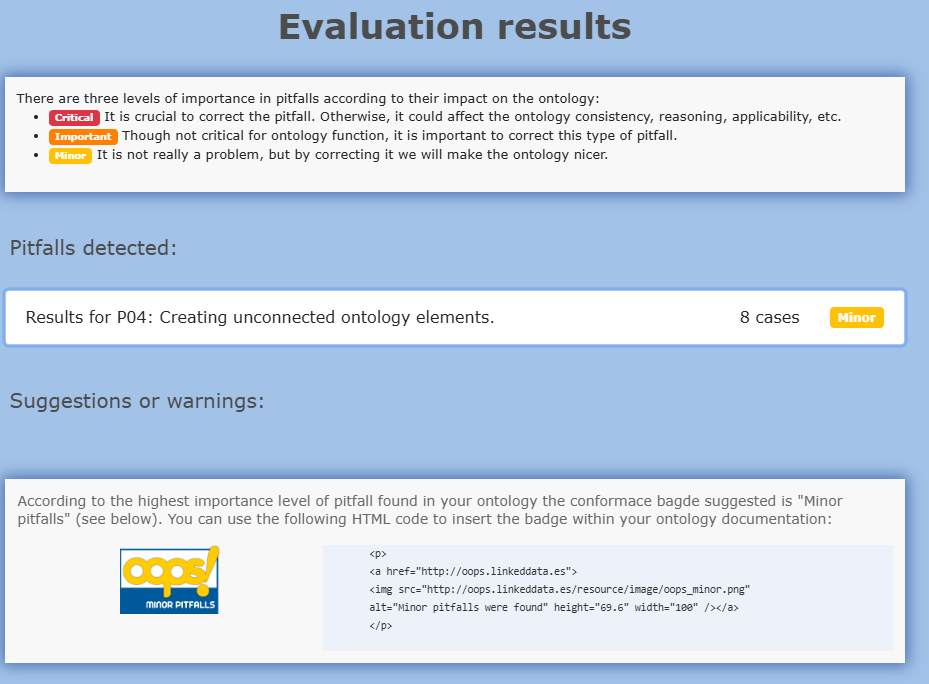 Evaluation results
There are three levels of importance in pitfalls according to their impact on the ontology:
• Critical It is crucial to correct the pitfall. Otherwise, it could affect the ontology consistency, reasoning, applicability, etc.
• Important Though not critical for ontology function, it is important to correct this type of pitfall.
• Minor It is not really a problem, but by correcting it we will make the ontology nicer.
Pitfalls detected:
Results for P04: Creating unconnected ontology elements. 8 cases Minor
Suggestions or warnings:
According to the highest importance level of pitfall found in your ontology the conformace bagde suggested is "Minor
pitfalls" (see below). You can use the following HTML code to insert the badge within your ontology documentation:
oops!
MINOR PITFALLS
<p>
<a href="http://oops.linkeddata.es">
<img src="http://oops.linkeddata.es/resource/image/oops_minor.png"
alt="Minor pitfalls were found" height="69.6" width="100" /></a>
</p>